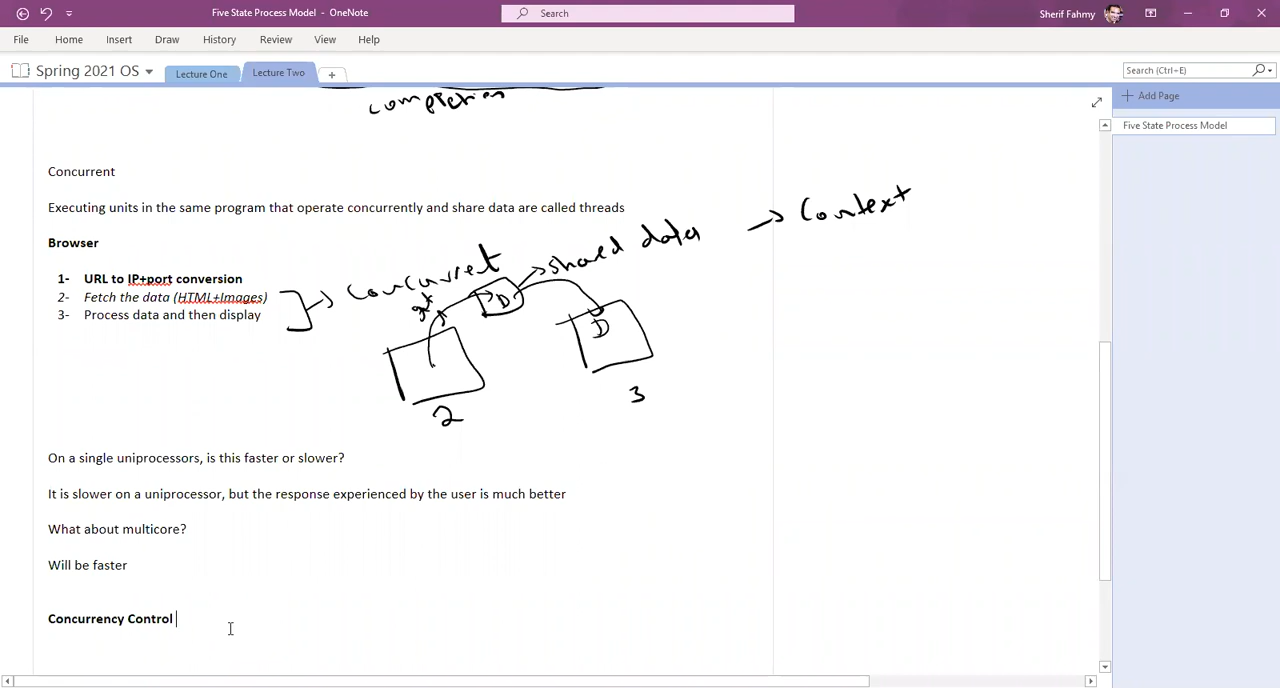 Five State Process Model - OneNote
Search
Sherif Fahmy
File Home Insert Draw History Review View Help
Spring 2021 OS
Lecture One
Lecture Two
Search (Ctrl+E)
Add Page
Five State Process Model
completion
Concurrent
Executing units in the same program that operate concurrently and share data are called threads
→ Context
Browser
shared data
1- URL to IP+port conversion
2- Fetch the data (HTML+Images)
3- Process data and then display
concurret
D
D
2
3
On a single uniprocessors, is this faster or slower?
It is slower on a uniprocessor, but the response experienced by the user is much better
What about multicore?
Will be faster
Concurrency Control